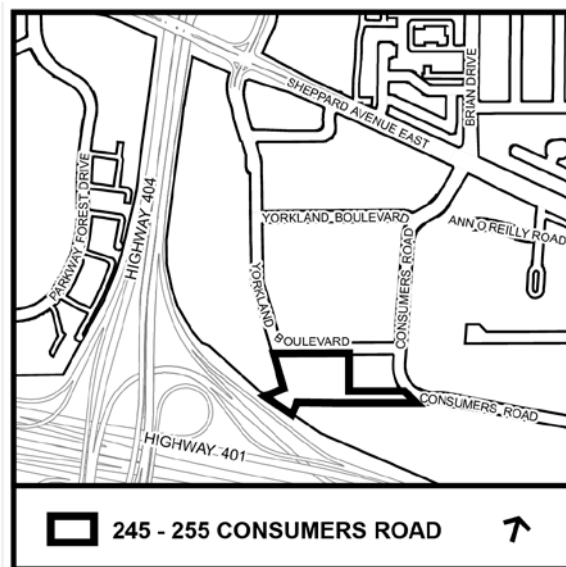 SHEPPARD AVENUE EAST
BRIAN DRIVE
PARKWAY FOREST DRIVE
HIGHWAY 404
YORKLAND BOULEVARD
ANN O REILLY ROAD
CONSUMERS ROAD
YORKLAND
BOULEVARD
CONSUMERS ROAD
HIGHWAY 401
245 - 255 CONSUMERS ROAD